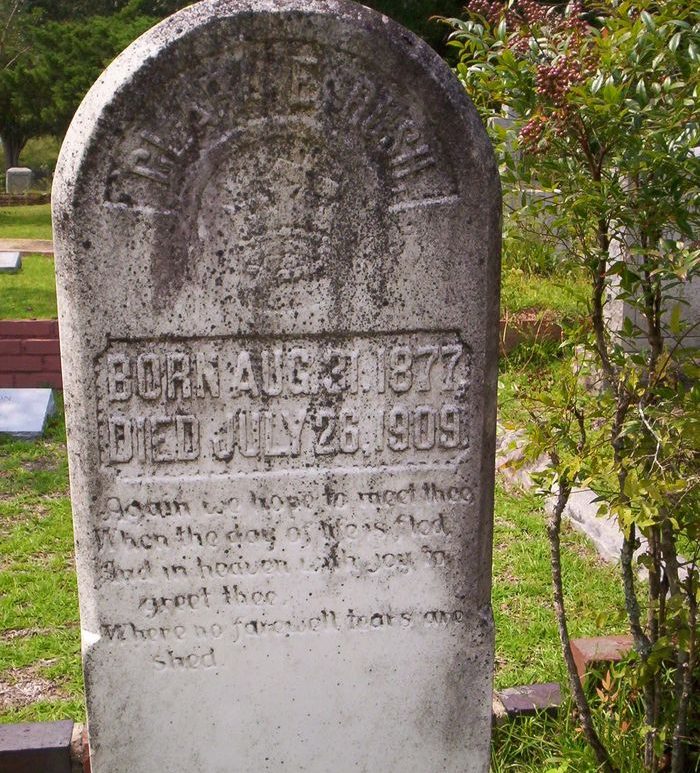 BORN AUG. 31, 1877.
DIED JULY 26, 1909.
Again we hope to meet thee
When the day of life is fled
And in heaven with joy to
greet thee
Where no farewell tears are
shed